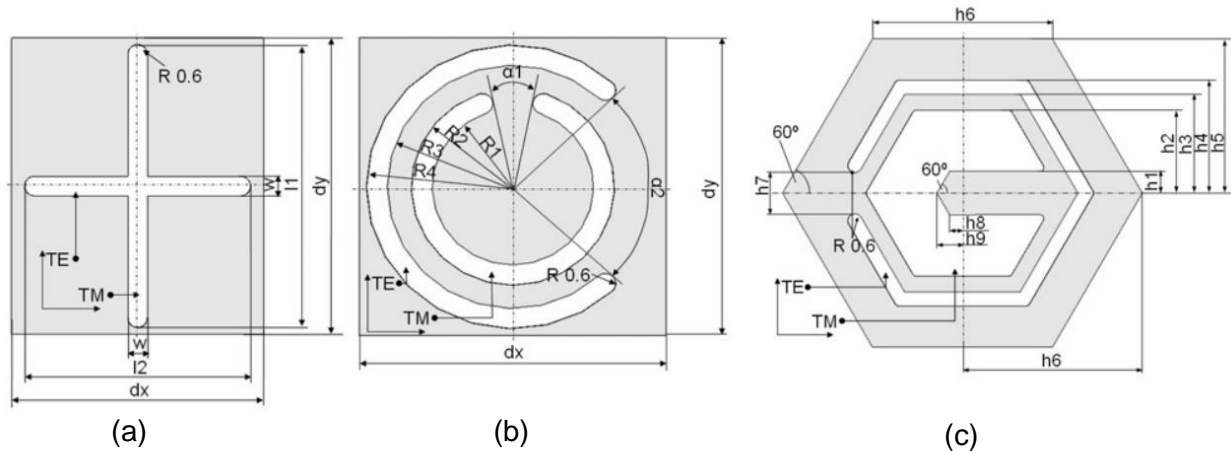 R 0.6
w
l1
dy
TE
TM
w
l2
dx
(a)
α1
R1
R2
R3
R4
α2
dy
R 0.6
TE
TM
dx
(b)
h6
60º
h7
60º
h1
h2
h3
h4
h5
h8
h9
R 0.6
TE
TM
h6
(c)